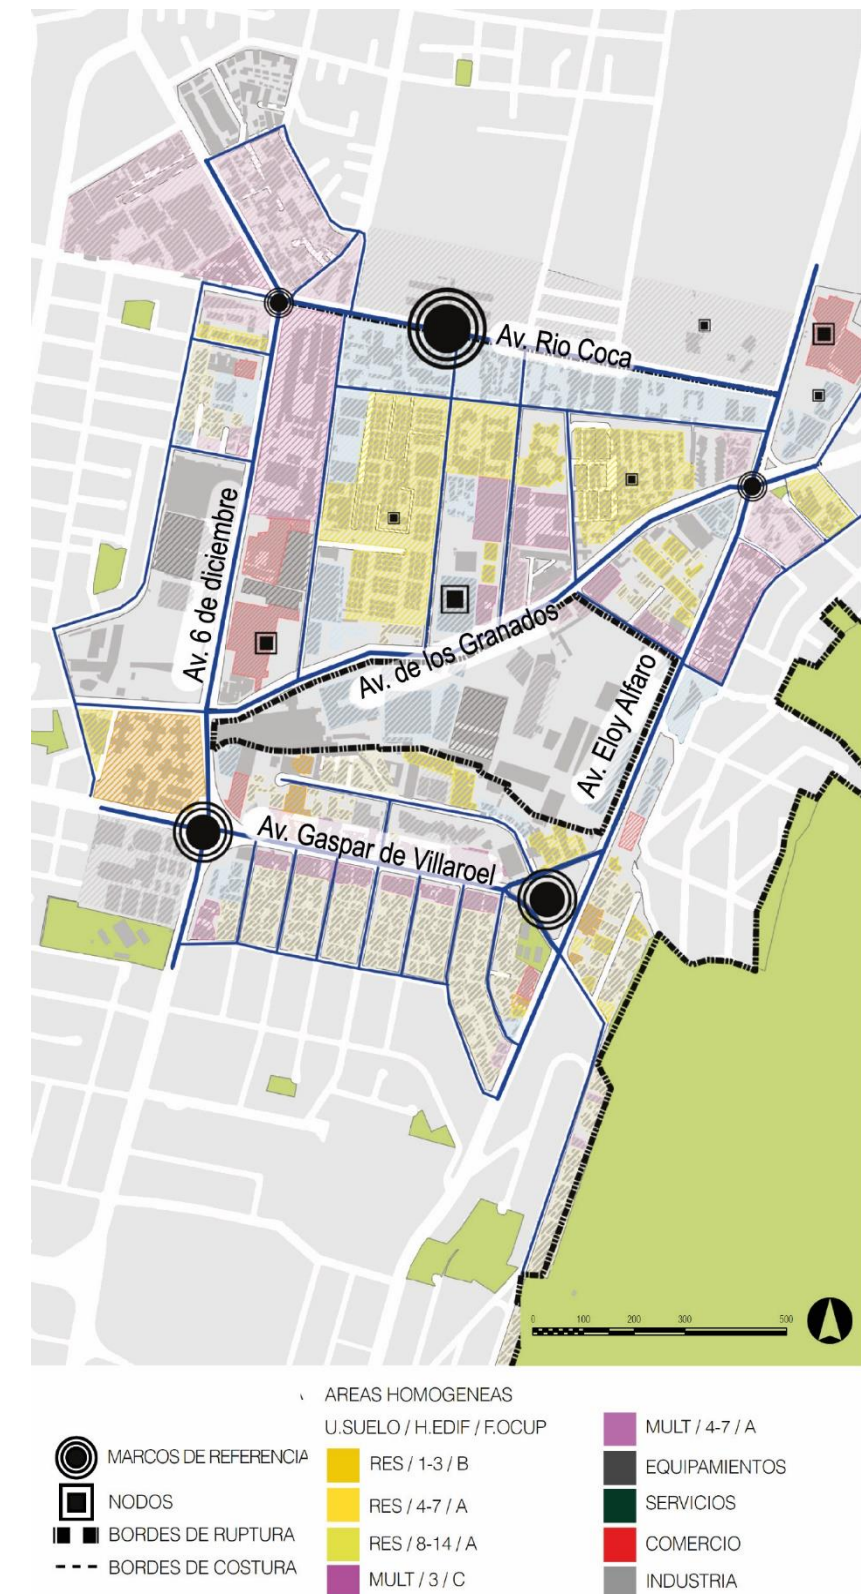 Av. Rio Coca
Av. 6 de diciembre
Av. de los Granados
Av. Eloy Alfaro
Av. Gaspar de Villaroel
0 100 200 300 500
AREAS HOMOGENEAS
U.SUELO / H.EDIF / F.OCUP
MARCOS DE REFERENCIA
NODOS
BORDES DE RUPTURA
BORDES DE COSTURA
RES / 1-3 / B
RES / 4-7 / A
RES / 8-14 / A
MULT / 3 / C
MULT / 4-7 / A
EQUIPAMIENTOS
SERVICIOS
COMERCIO
INDUSTRIA